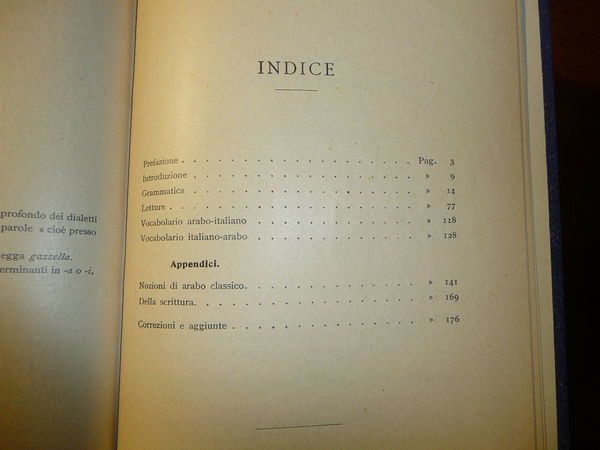 profondo dei dialetti
parole « cioè presso
egga gazzella.
erminanti in -a o -i.
INDICE
Prefazione . . . . . . . . . . . . . . . Pag. 3
Introduzione . . . . . . . . . . . . . . » 9
Grammatica . . . . . . . . . . . . . . » 14
Letture . . . . . . . . . . . . . . . . » 77
Vocabolario arabo-italiano . . . . . . . . . . » 118
Vocabolario italiano-arabo . . . . . . . . . . » 128
Appendici.
Nozioni di arabo classico. . . . . . . . . . . » 141
Della scrittura. . . . . . . . . . . . . . » 169
Correzioni e aggiunte . . . . . . . . . . . » 176